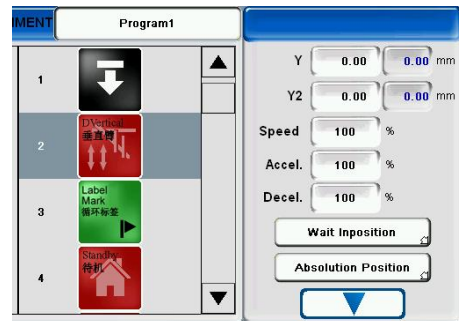 MENT
Program1
1
2
DVertical
垂直臂
3
Label
Mark
循环标签
4
Standby
待机
Y 0.00 0.00 mm
Y2 0.00 0.00 mm
Speed 100 %
Accel. 100 %
Decel. 100 %
Wait Inposition
Absolution Position